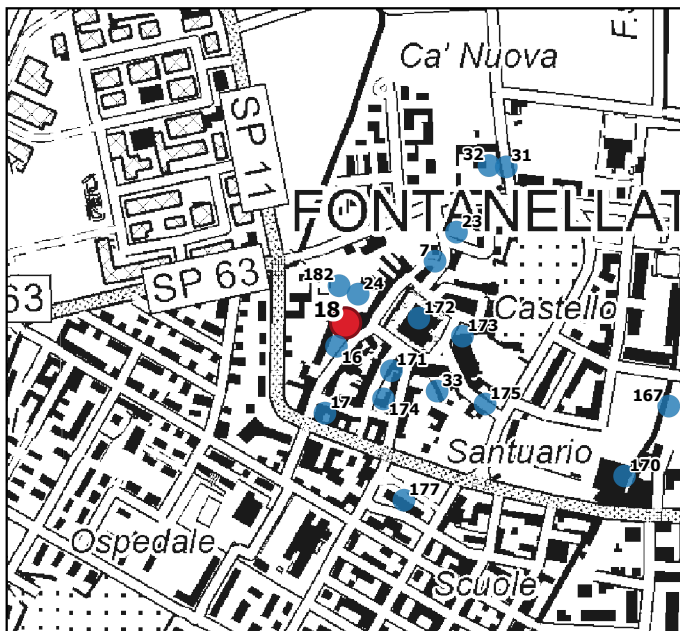 Ca' Nuova
F.s
SP 11
32
31
FONTANELLAT
23
7
SP 63
63
182
24
Castello
18
172
173
16
171
33
175
167
174
17
Santuario
170
177
Ospedale
Scuole